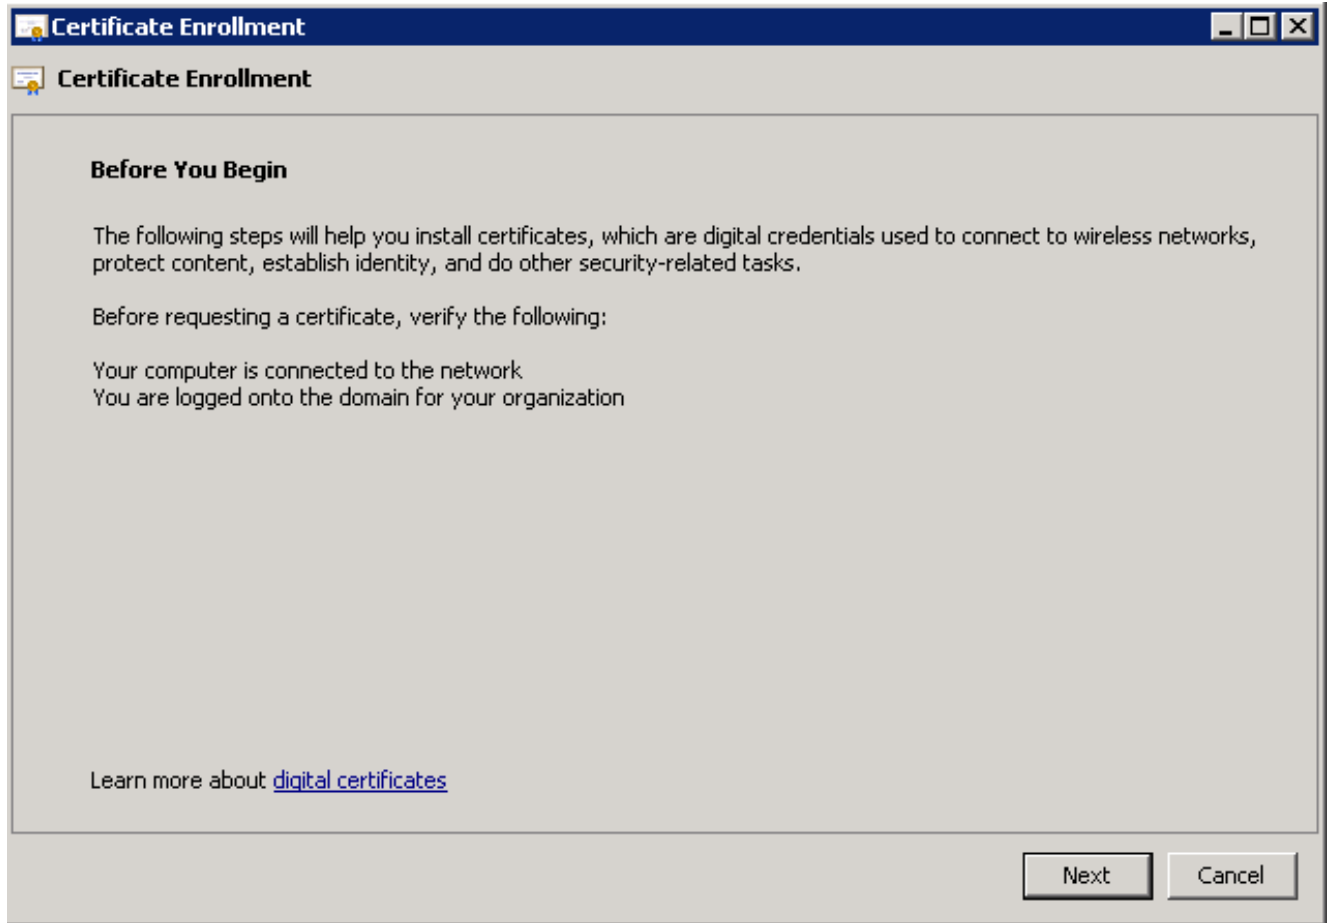 Certificate Enrollment
Certificate Enrollment
Before You Begin
The following steps will help you install certificates, which are digital credentials used to connect to wireless networks,
protect content, establish identity, and do other security-related tasks.
Before requesting a certificate, verify the following:
Your computer is connected to the network
You are logged onto the domain for your organization
Learn more about digital certificates
Next
Cancel